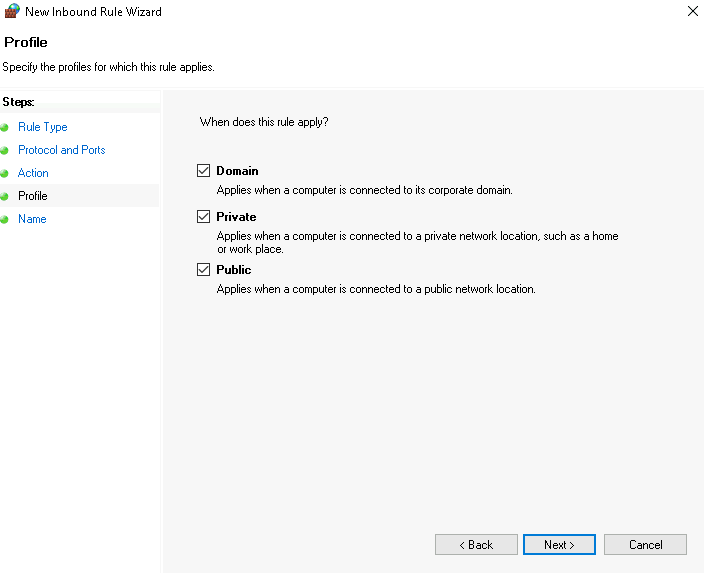 New Inbound Rule Wizard
Profile
Specify the profiles for which this rule applies.
Steps:
Rule Type
Protocol and Ports
Action
Profile
Name
When does this rule apply?
Domain
Applies when a computer is connected to its corporate domain.
Private
Applies when a computer is connected to a private network location, such as a home
or work place.
Public
Applies when a computer is connected to a public network location.
< Back
Next >
Cancel